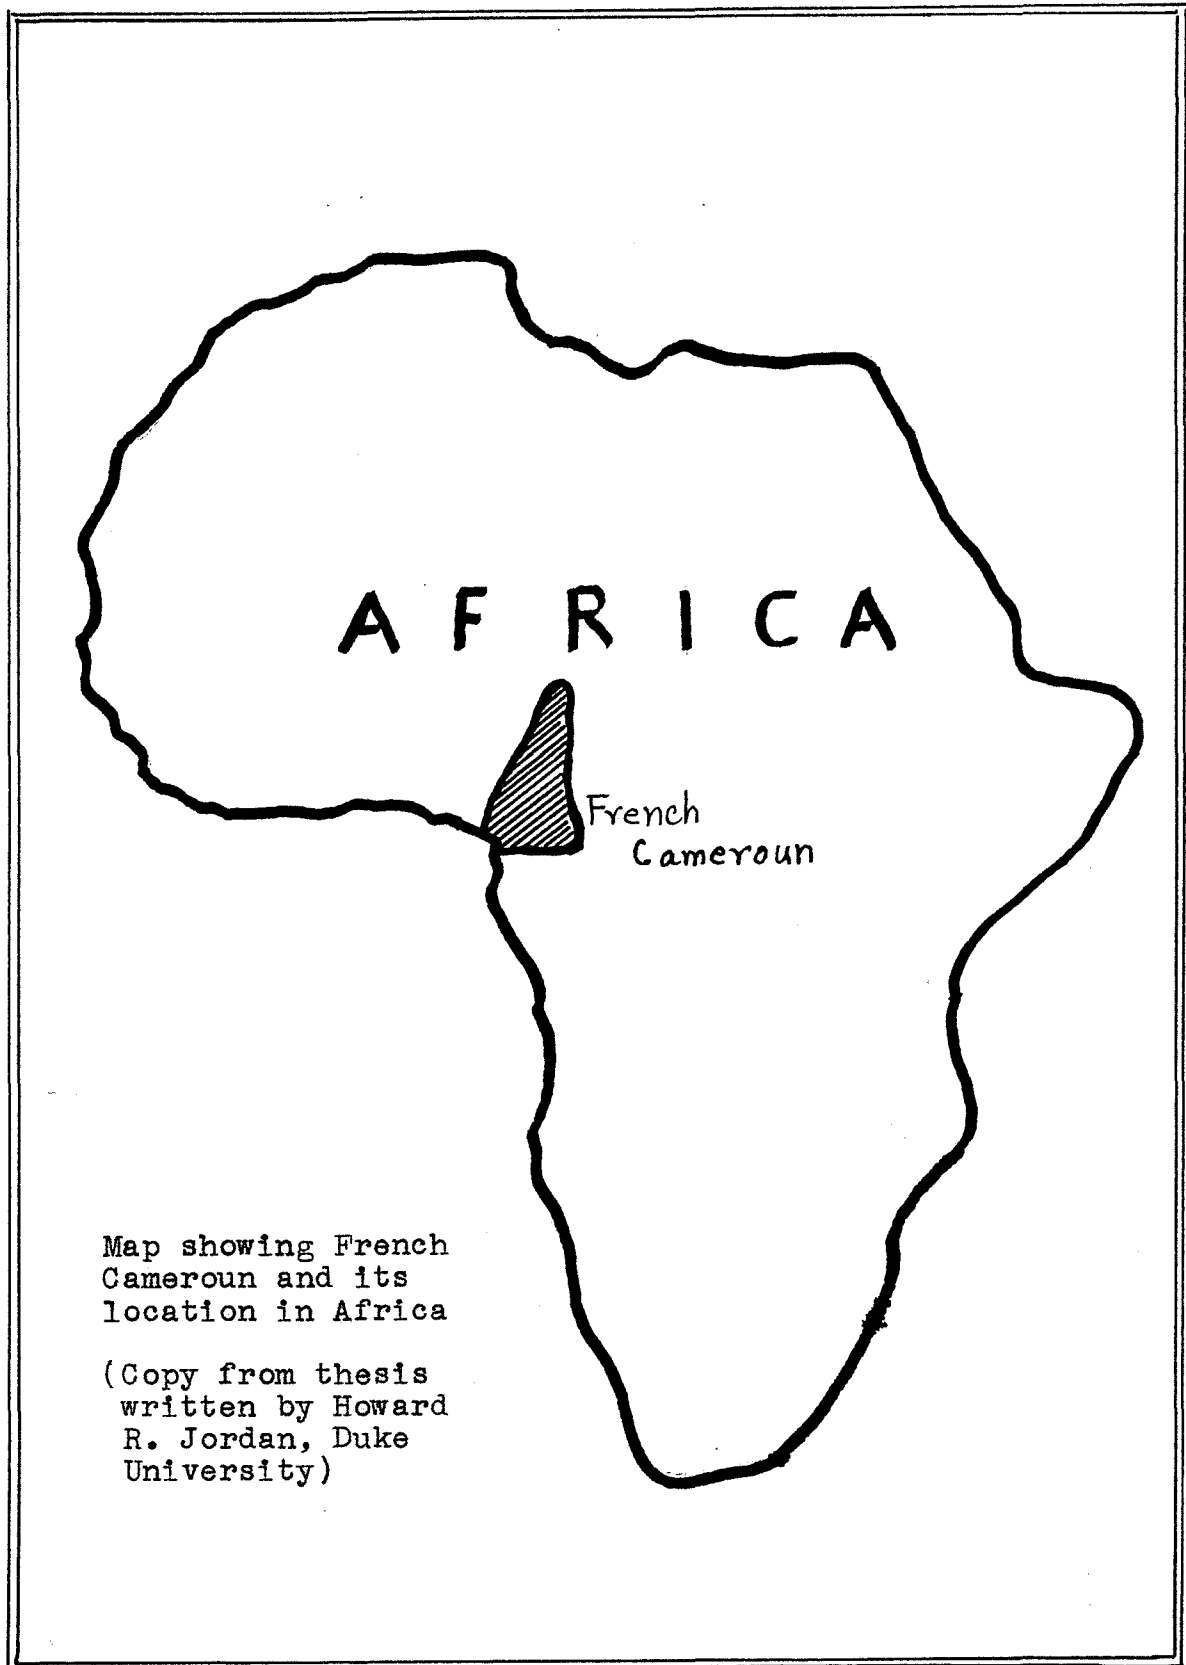 A F R I C A
French
Cameroun
Map showing French
Cameroun and its
location in Africa
(Copy from thesis
written by Howard
R. Jordan, Duke
University)